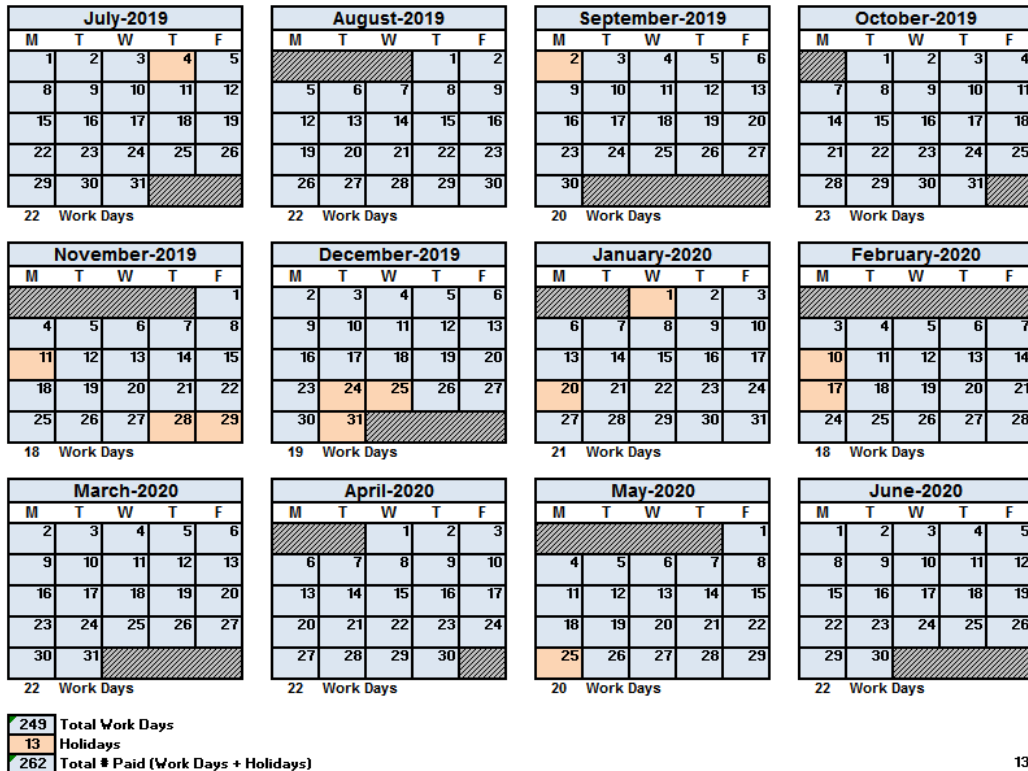 July-2019 August-2019 September-2019 October-2019
M T W T F M T W T F M T W T F M T W T F
1 2 3 4 5 1 2 2 3 4 5 6 1 2 3 4
8 9 10 11 12 5 6 7 8 9 9 10 11 12 13 7 8 9 10 11
15 16 17 18 19 12 13 14 15 16 16 17 18 19 20 14 15 16 17 18
22 23 24 25 26 19 20 21 22 23 23 24 25 26 27 21 22 23 24 25
29 30 31 26 27 28 29 30 30 28 29 30 31
22 Work Days 22 Work Days 20 Work Days 23 Work Days
November-2019 December-2019 January-2020 February-2020
M T W T F M T W T F M T W T F M T W T F
1 2 3 4 5 6 1 2 3
4 5 6 7 8 9 10 11 12 13 6 7 8 9 10 3 4 5 6 7
11 12 13 14 15 16 17 18 19 20 13 14 15 16 17 10 11 12 13 14
18 19 20 21 22 23 24 25 26 27 20 21 22 23 24 17 18 19 20 21
25 26 27 28 29 30 31 27 28 29 30 31 24 25 26 27 28
18 Work Days 19 Work Days 21 Work Days 18 Work Days
March-2020 April-2020 May-2020 June-2020
M T W T F M T W T F M T W T F M T W T F
2 3 4 5 6 1 2 3 1 1 2 3 4 5
9 10 11 12 13 6 7 8 9 10 4 5 6 7 8 8 9 10 11 12
16 17 18 19 20 13 14 15 16 17 11 12 13 14 15 15 16 17 18 19
23 24 25 26 27 20 21 22 23 24 18 19 20 21 22 22 23 24 25 26
30 31 27 28 29 30 25 26 27 28 29 29 30
22 Work Days 22 Work Days 20 Work Days 22 Work Days
249 Total Work Days
13 Holidays
262 Total # Paid (Work Days + Holidays) 13